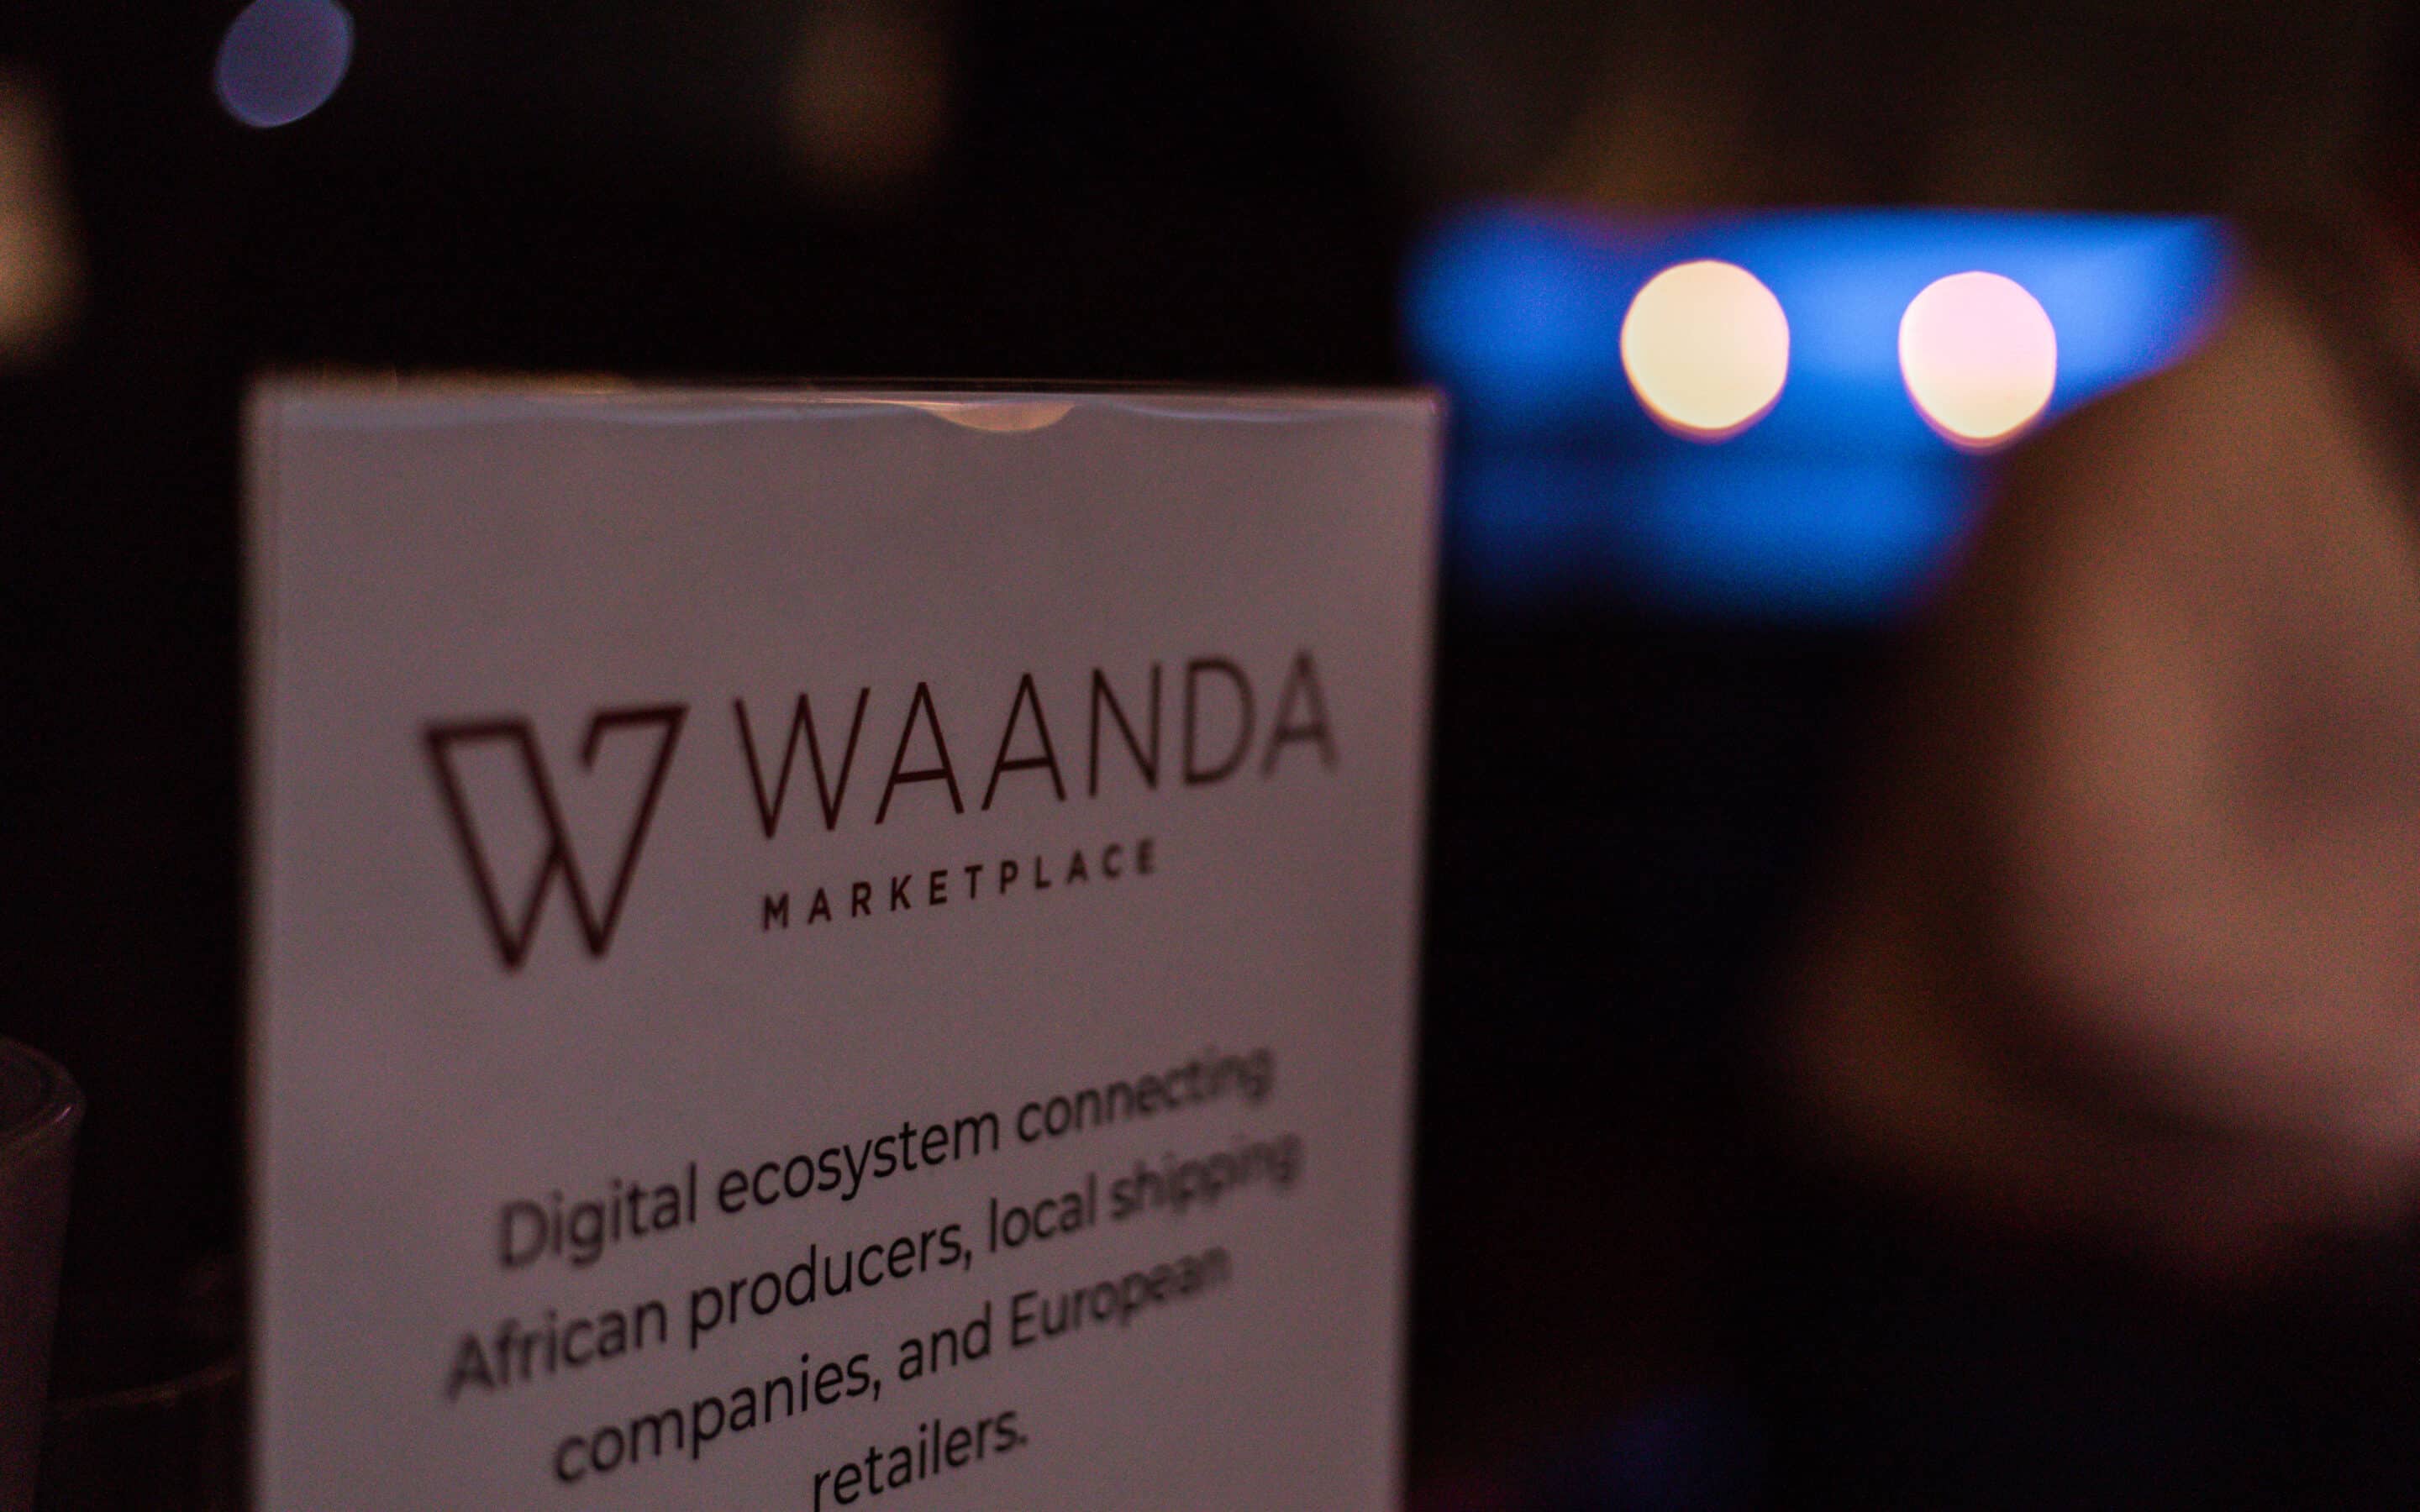 WAANDA
MARKETPLACE
Digital ecosystem connecting
African producers, local shipping
companies, and European
retailers.